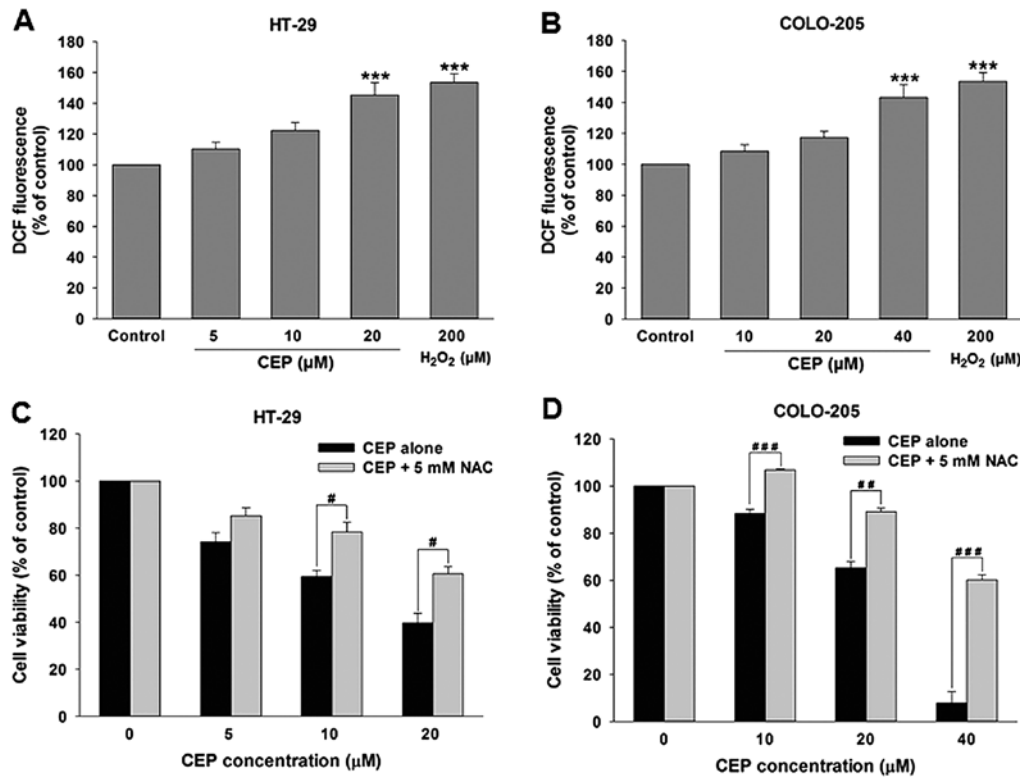 A
HT-29
180
160
140
120
100
80
60
40
20
0
DCF fluorescence
(% of control)
***
***
Control
5
10
20
200
CEP (µM)
H₂O₂ (µM)
B
COLO-205
180
160
140
120
100
80
60
40
20
0
DCF fluorescence
(% of control)
***
***
Control
10
20
40
200
CEP (µM)
H₂O₂ (µM)
C
HT-29
120
100
80
60
40
20
0
Cell viability (% of control)
CEP alone
CEP + 5 mM NAC
#
#
0
5
10
20
CEP concentration (µM)
D
COLO-205
120
100
80
60
40
20
0
Cell viability (% of control)
CEP alone
CEP + 5 mM NAC
###
##
###
0
10
20
40
CEP concentration (µM)